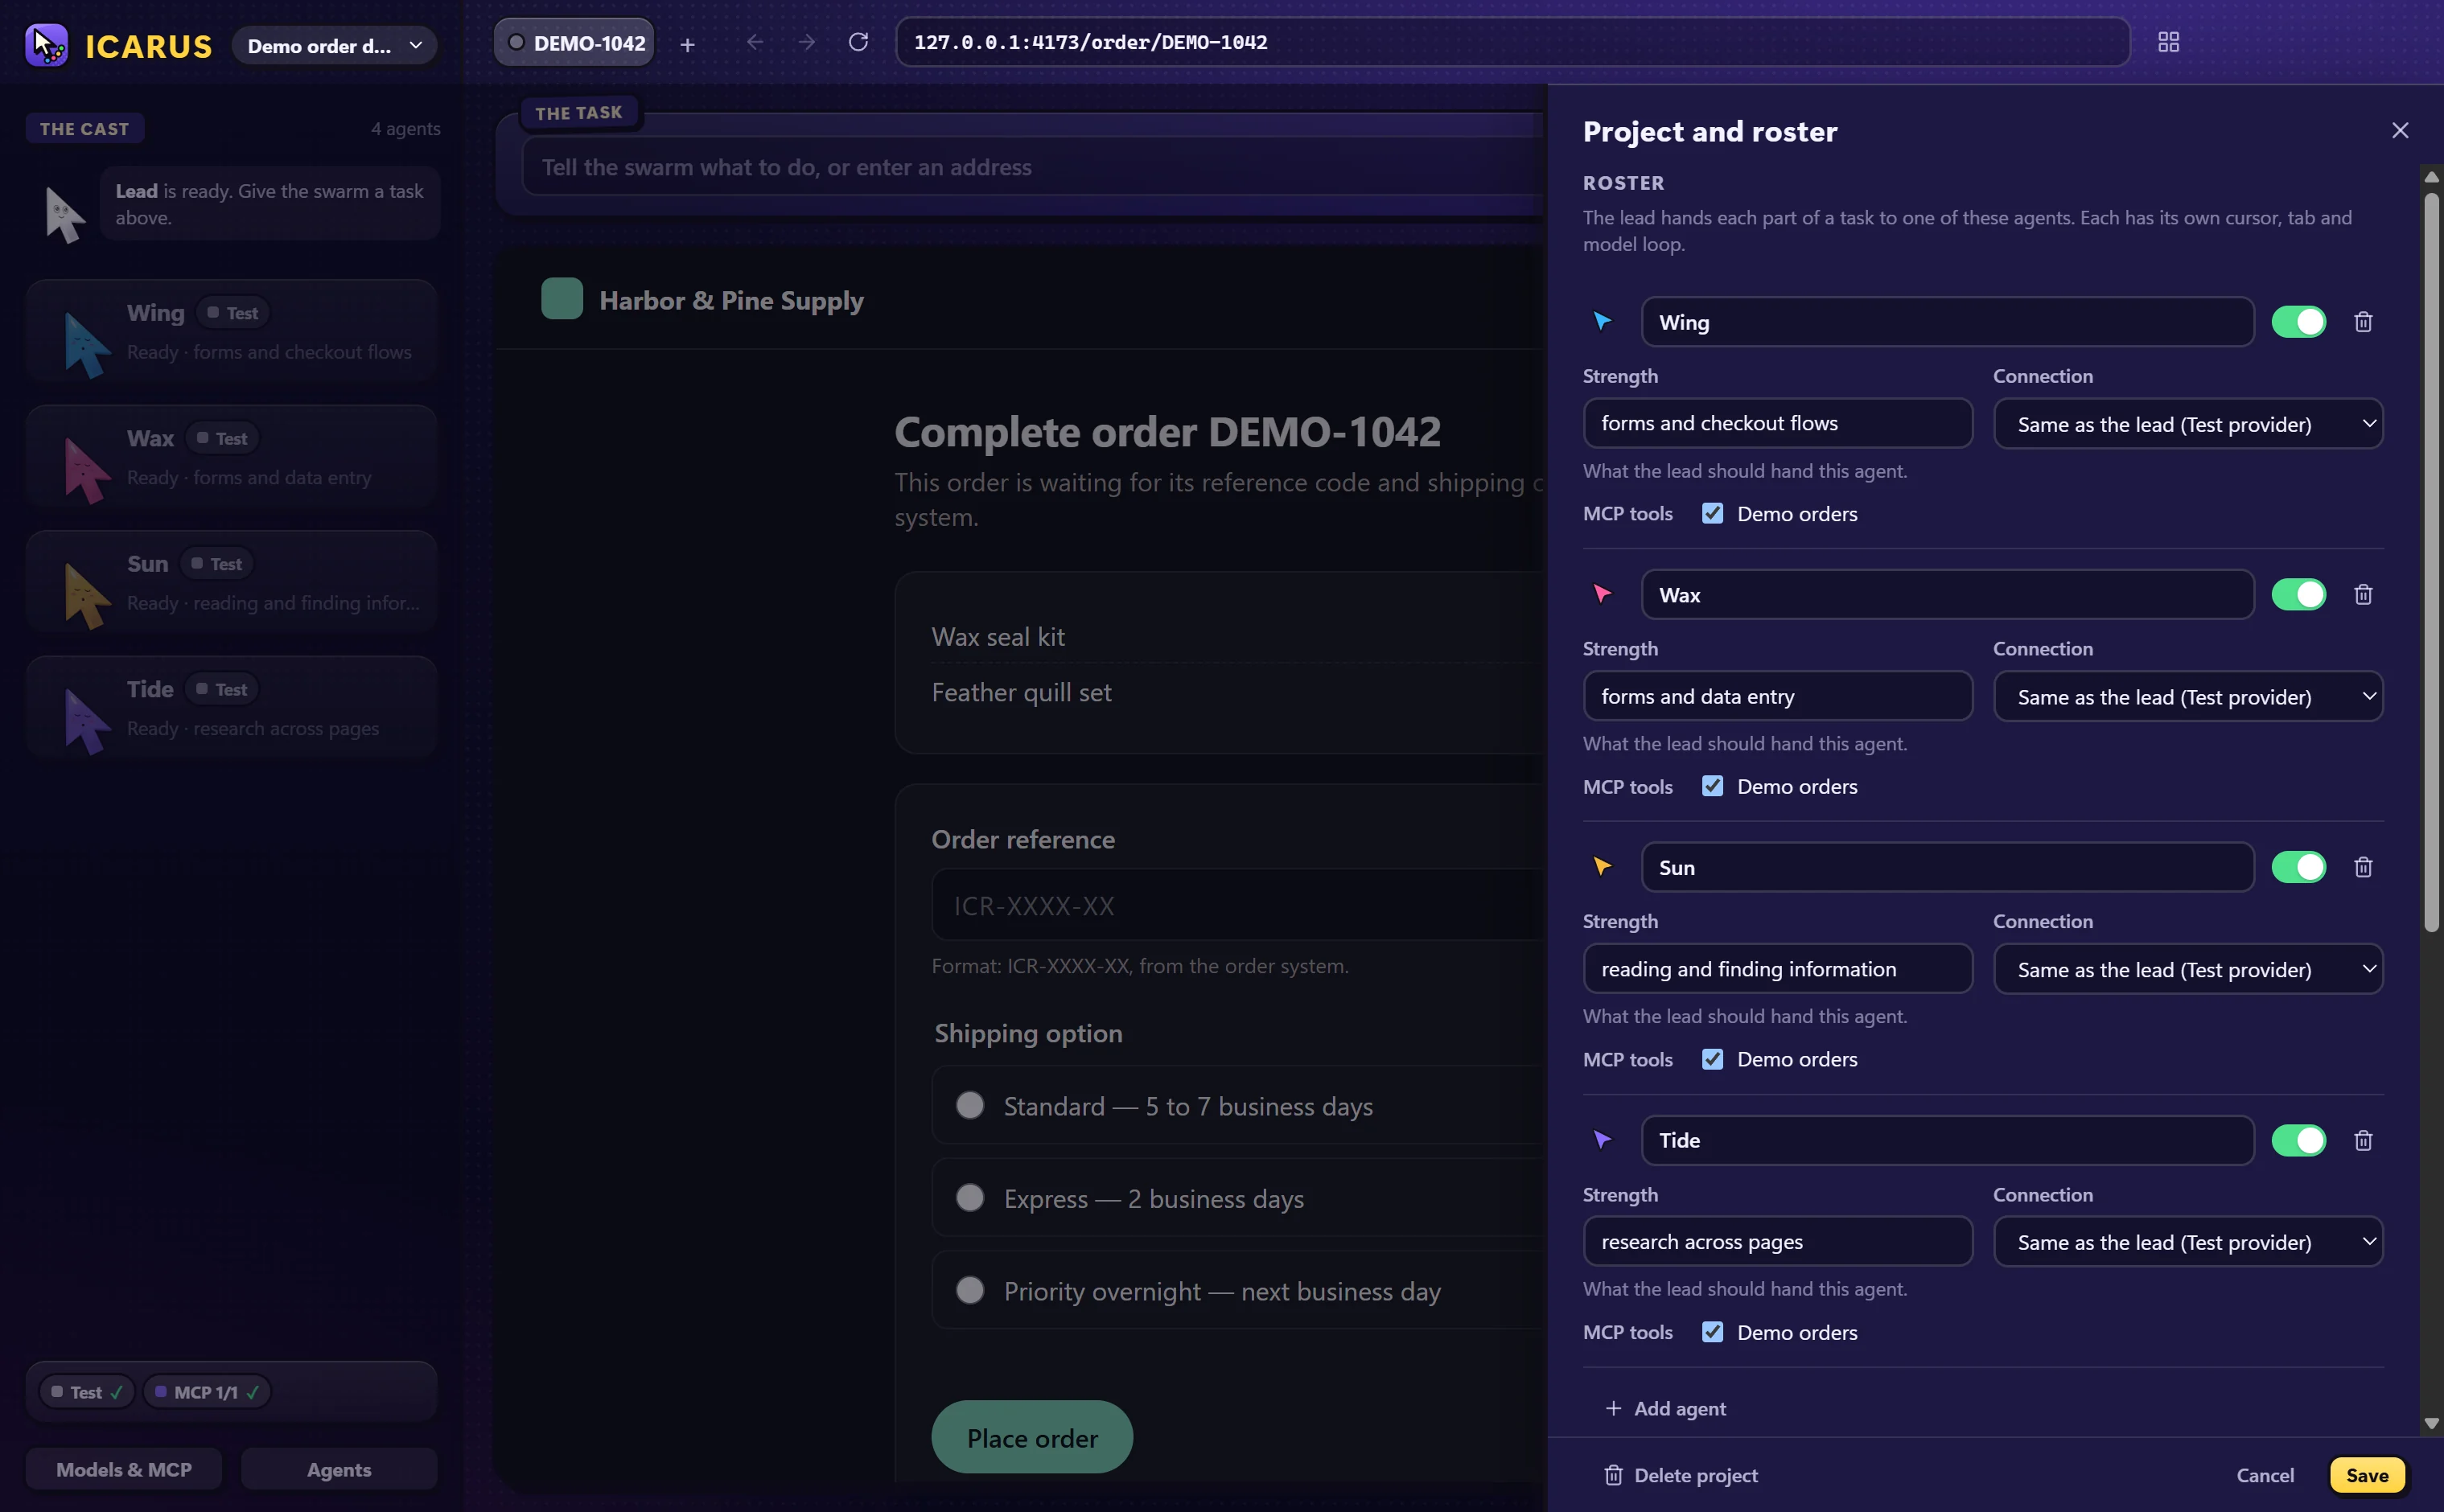 ICARUS
Demo order d...
DEMO-1042
127.0.0.1:4173/order/DEMO-1042
THE CAST
4 agents
Lead is ready. Give the swarm a task
above.
Wing
Test
Ready · forms and checkout flows
Wax
Test
Ready · forms and data entry
Sun
Test
Ready · reading and finding infor...
Tide
Test
Ready · research across pages
Test ✓
MCP 1/1 ✓
Models & MCP
Agents
THE TASK
Tell the swarm what to do, or enter an address
Harbor & Pine Supply
Complete order DEMO-1042
This order is waiting for its reference code and shipping
system.
Wax seal kit
Feather quill set
Order reference
ICR-XXXX-XX
Format: ICR-XXXX-XX, from the order system.
Shipping option
Standard — 5 to 7 business days
Express — 2 business days
Priority overnight — next business day
Place order
Project and roster
ROSTER
The lead hands each part of a task to one of these agents. Each has its own cursor, tab and
model loop.
Wing
Strength
Connection
forms and checkout flows
Same as the lead (Test provider)
What the lead should hand this agent.
MCP tools
Demo orders
Wax
Strength
Connection
forms and data entry
Same as the lead (Test provider)
What the lead should hand this agent.
MCP tools
Demo orders
Sun
Strength
Connection
reading and finding information
Same as the lead (Test provider)
What the lead should hand this agent.
MCP tools
Demo orders
Tide
Strength
Connection
research across pages
Same as the lead (Test provider)
What the lead should hand this agent.
MCP tools
Demo orders
Add agent
Delete project
Cancel
Save